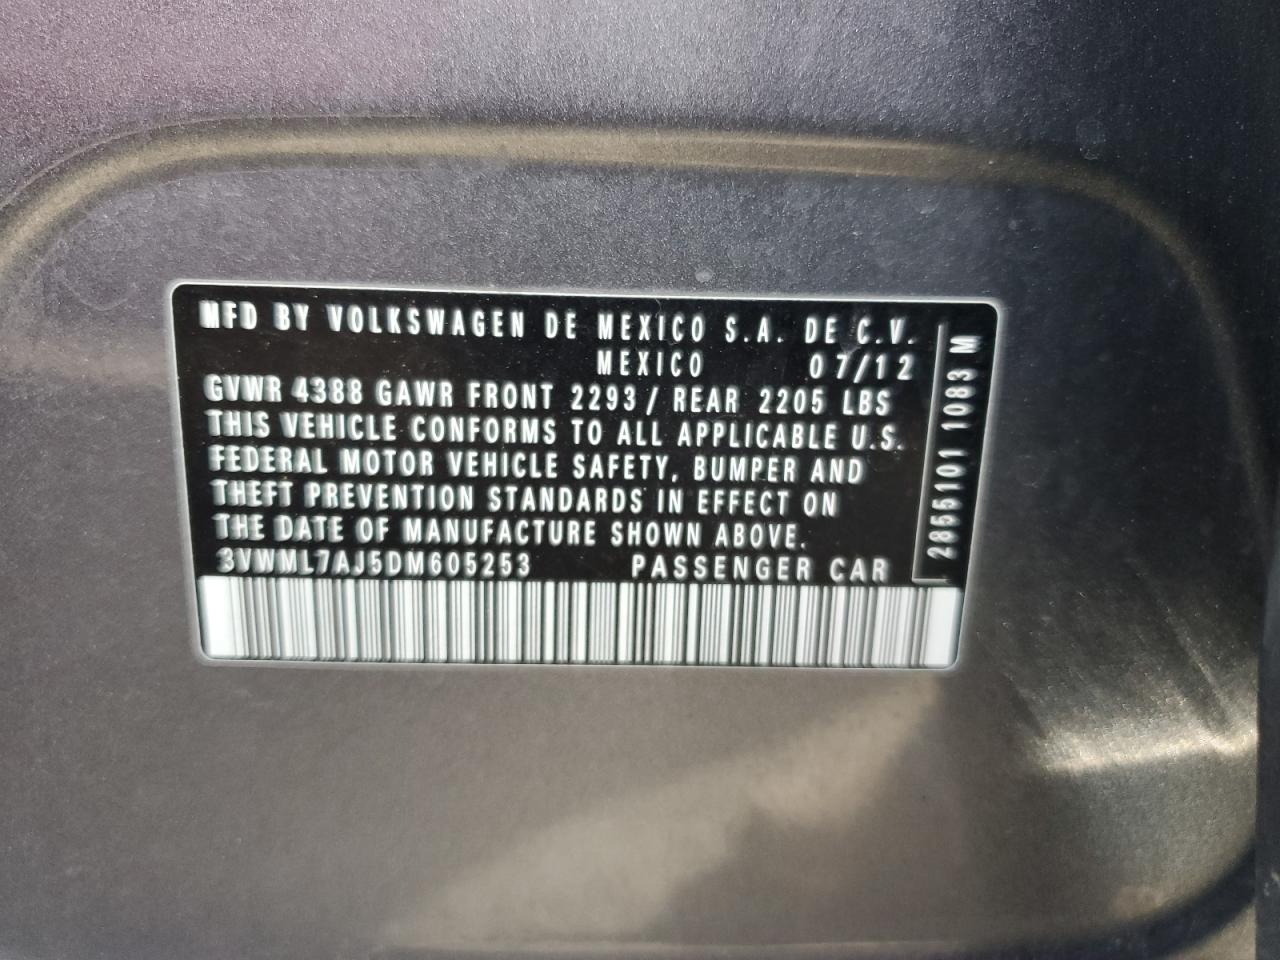 MFD BY VOLKSWAGEN DE MEXICO S.A. DE C.V.
MEXICO 07/12
GVWR 4388 GAWR FRONT 2293/ REAR 2205 LBS
THIS VEHICLE CONFORMS TO ALL APPLICABLE U.S.
FEDERAL MOTOR VEHICLE SAFETY, BUMPER AND
THEFT PREVENTION STANDARDS IN EFFECT ON
THE DATE OF MANUFACTURE SHOWN ABOVE.
3VWML7AJ5DM605253 PASSENGER CAR
2855101 1083 M